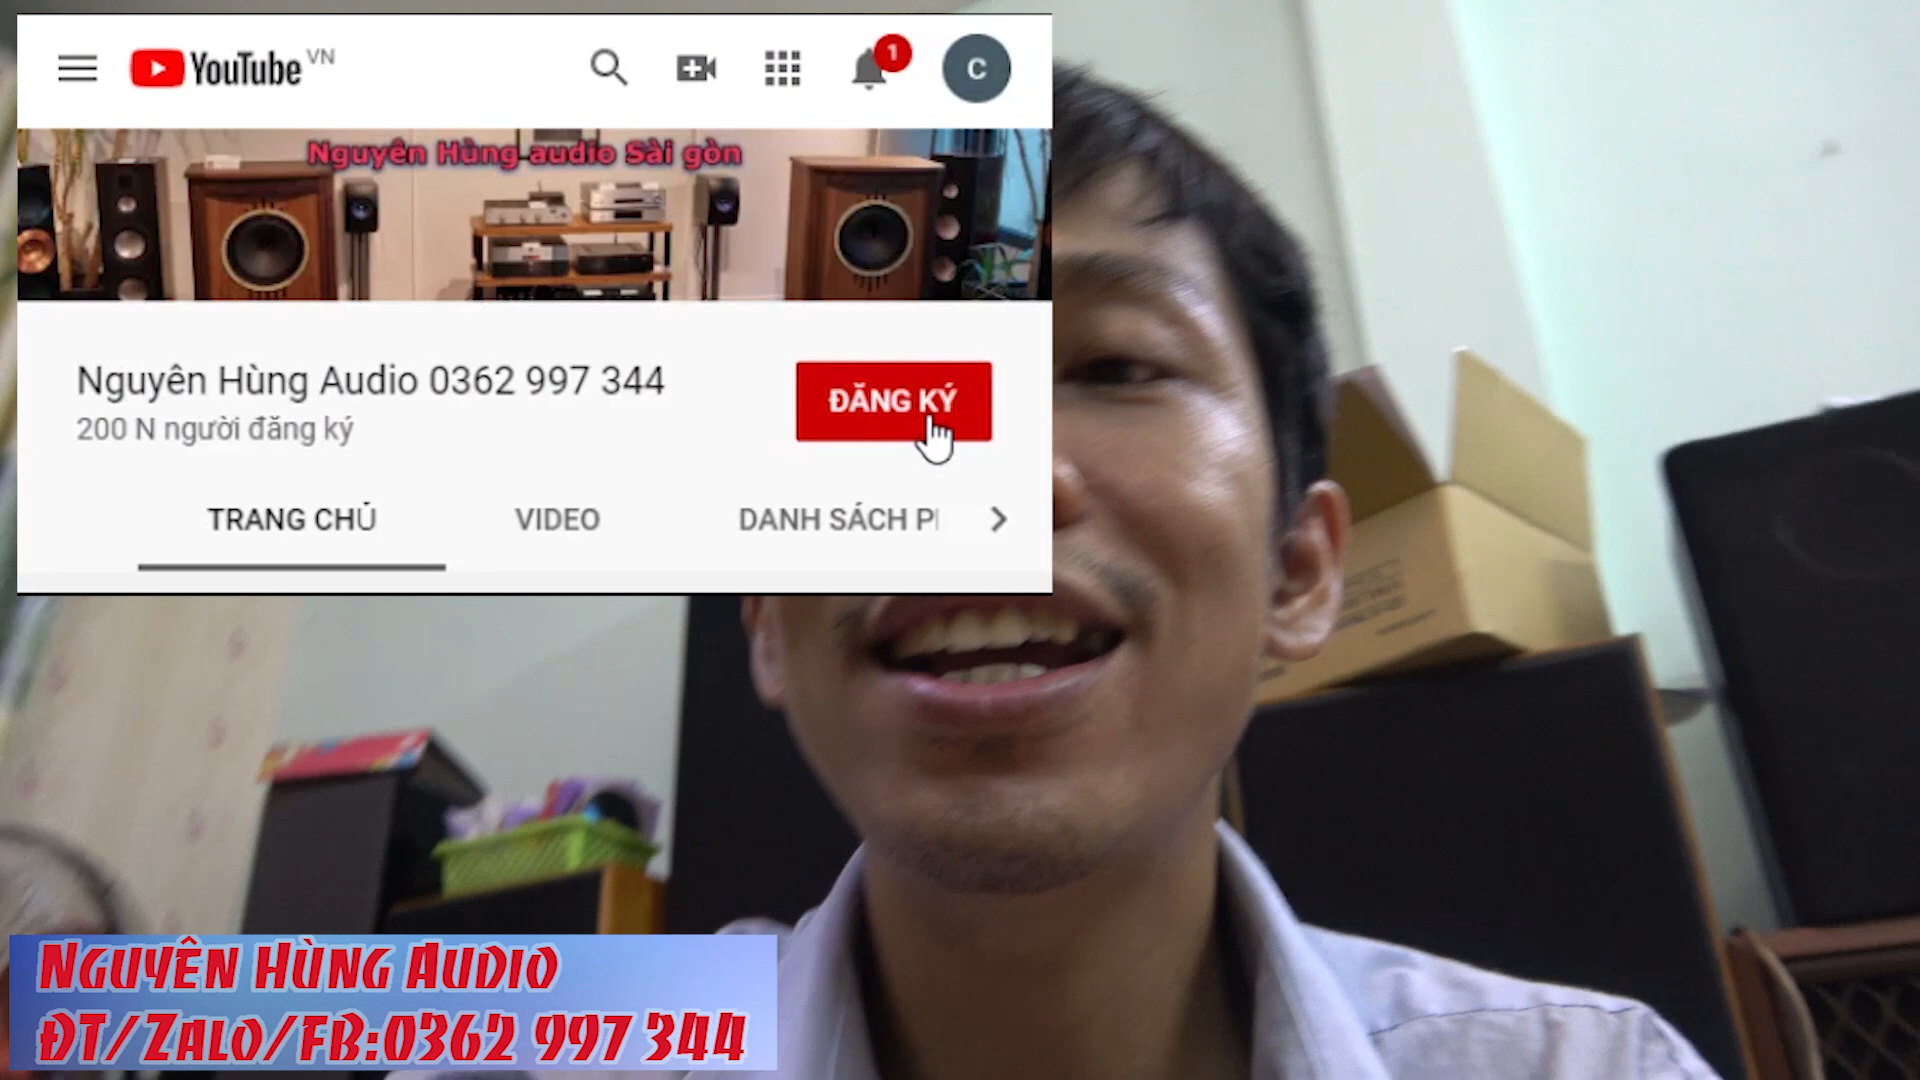 YouTube VN
1
C
Nguyên Hùng audio Sài gòn
Nguyên Hùng Audio 0362 997 344
200 N người đăng ký
ĐĂNG KÝ
TRANG CHỦ
VIDEO
DANH SÁCH P
Nguyên Hùng Audio
ĐT/Zalo/FB:0362 997 344